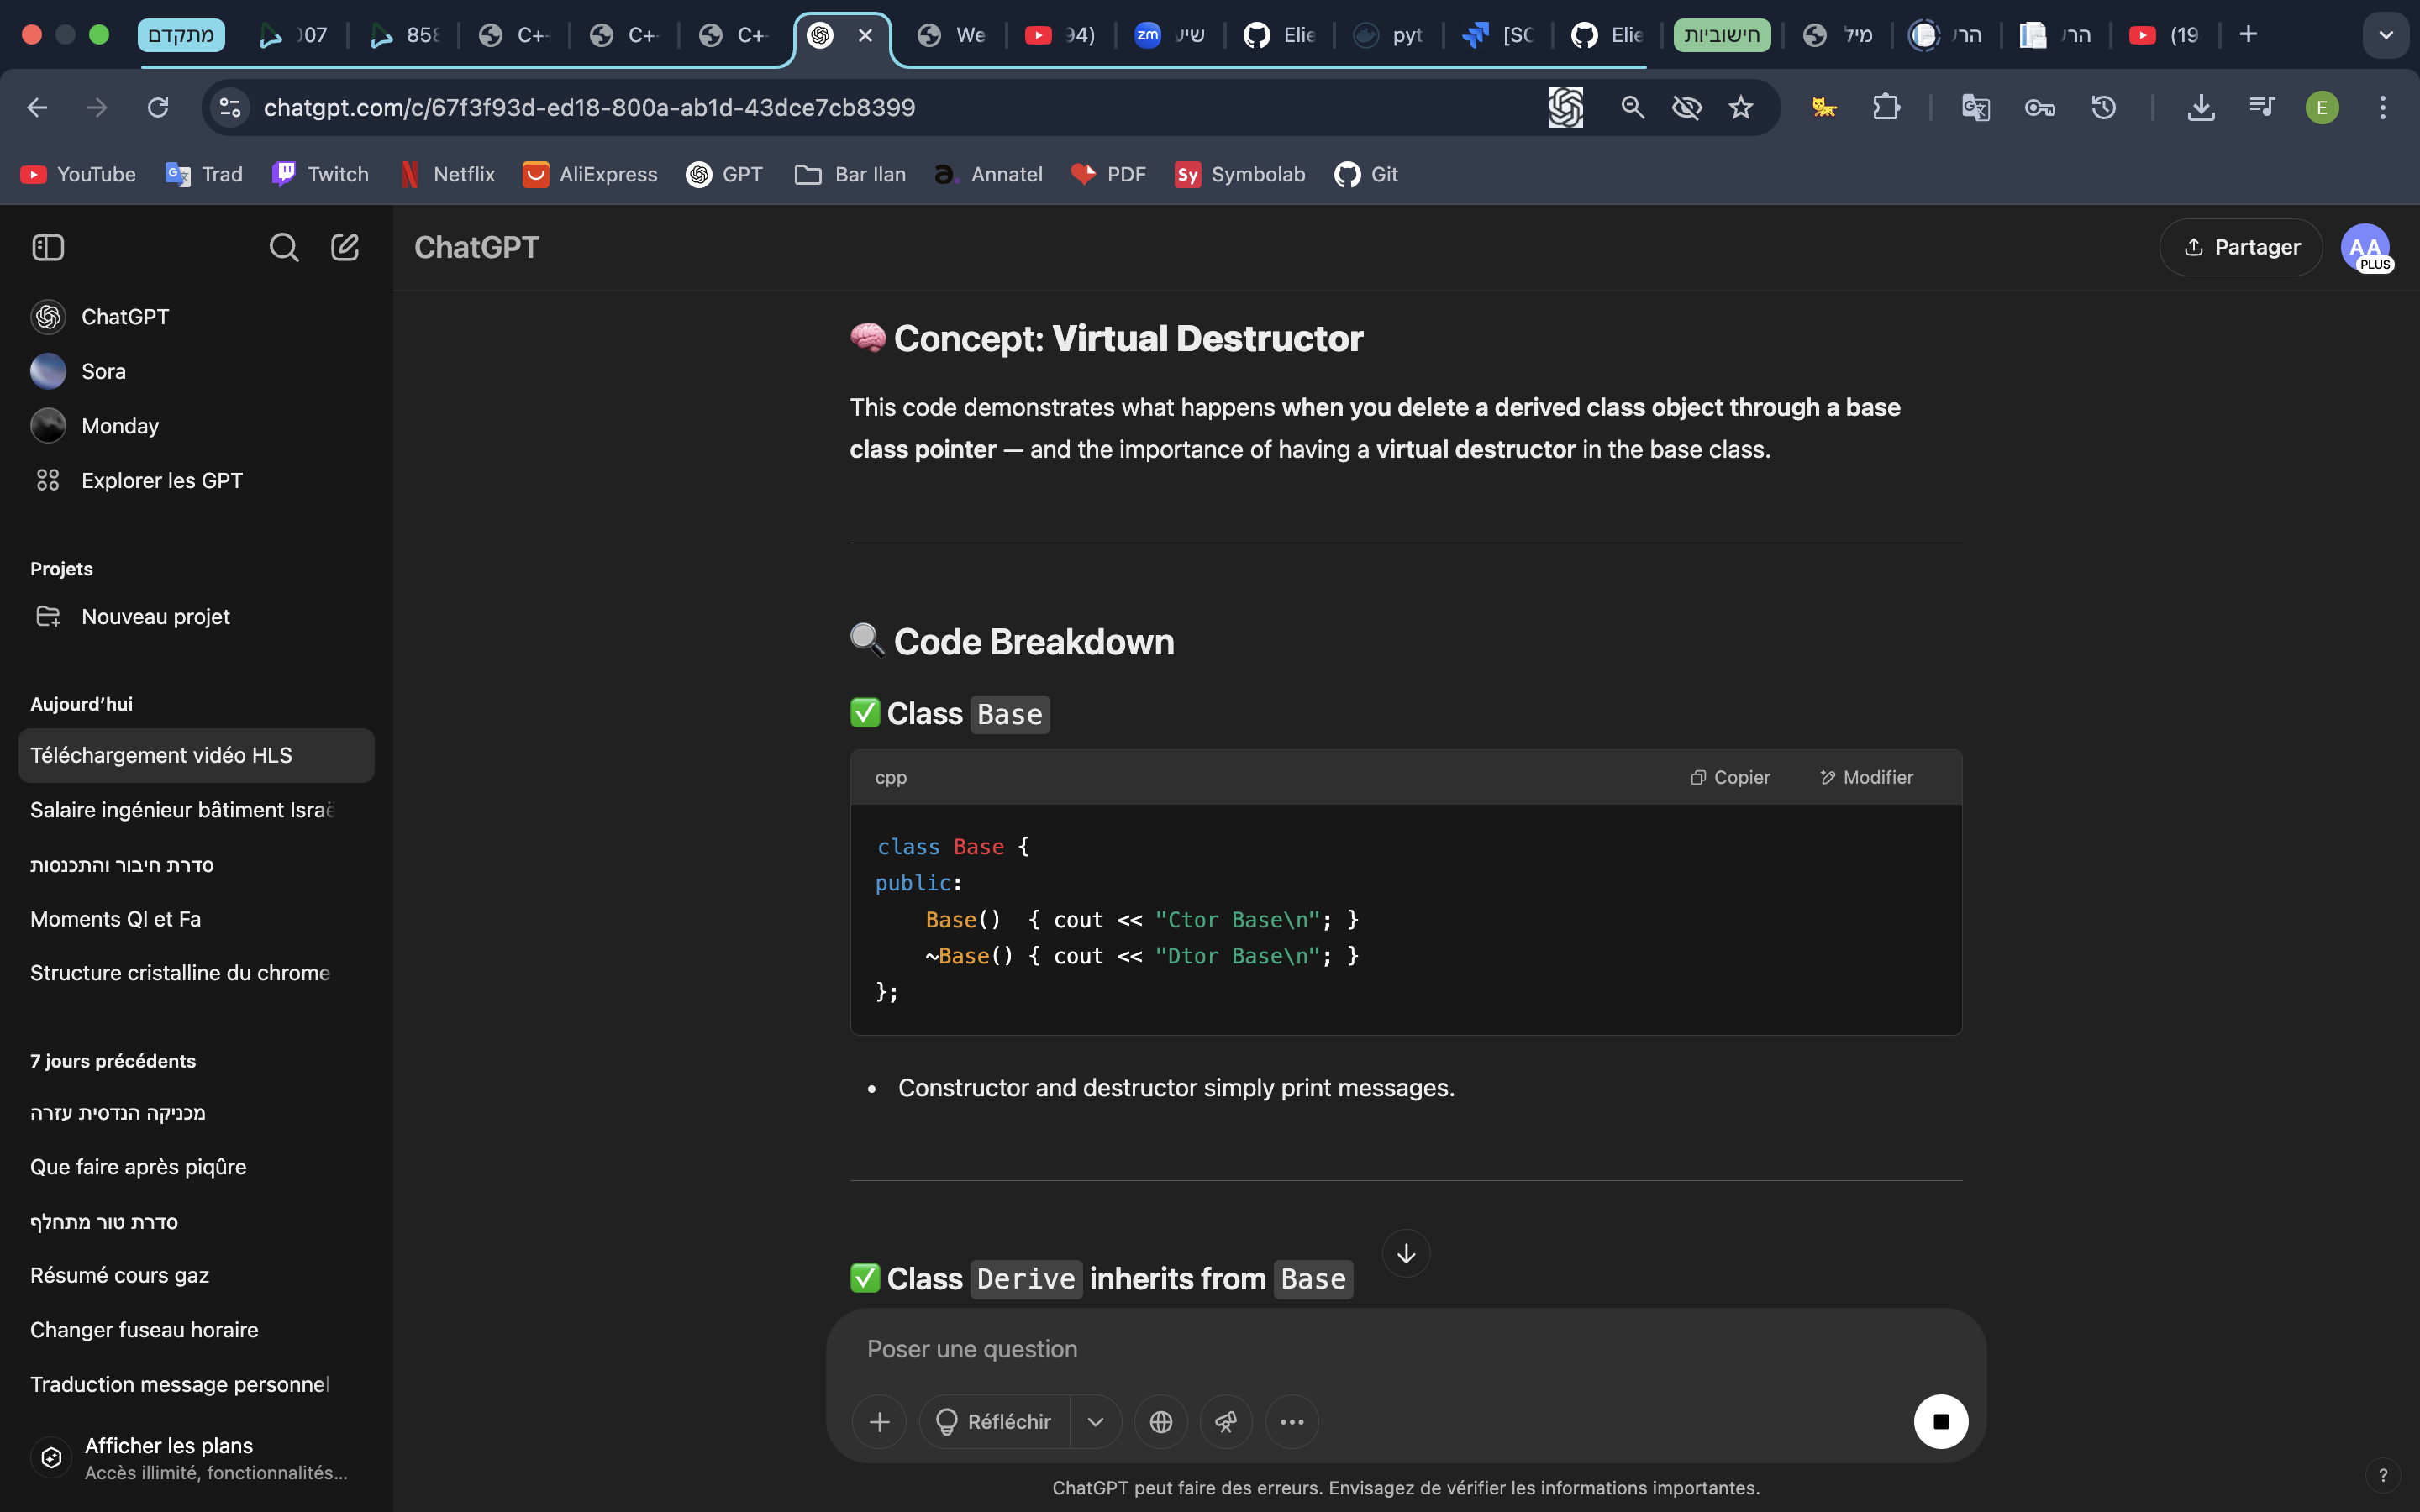 מתקדם
007
858
C+
C+
C+
We
94)
שיע
Elie
pyt
[SC
Elie
חישוביות
מיל
הרע
הרע
(19
chatgpt.com/c/67f3f93d-ed18-800a-ab1d-43dce7cb8399
E
YouTube
Trad
Twitch
Netflix
AliExpress
GPT
Bar Ilan
Annatel
PDF
Symbolab
Git
ChatGPT
Partager
AA
PLUS
ChatGPT
Sora
Monday
Explorer les GPT
Projets
Nouveau projet
Aujourd’hui
Téléchargement vidéo HLS
Salaire ingénieur bâtiment Israë
סדרת חיבור והתכנסות
Moments Ql et Fa
Structure cristalline du chrome
7 jours précédents
מכניקה הנדסית עזרה
Que faire après piqûre
סדרת טור מתחלף
Résumé cours gaz
Changer fuseau horaire
Traduction message personnel
Afficher les plans
Accès illimité, fonctionnalités...
🧠 Concept: Virtual Destructor
This code demonstrates what happens when you delete a derived class object through a base
class pointer — and the importance of having a virtual destructor in the base class.
🔍 Code Breakdown
✅ Class Base
cpp
Copier
Modifier
class Base {
public:
    Base()  { cout << "Ctor Base\n"; }
    ~Base() { cout << "Dtor Base\n"; }
};
• Constructor and destructor simply print messages.
✅ Class Derive inherits from Base
Poser une question
Réfléchir
ChatGPT peut faire des erreurs. Envisagez de vérifier les informations importantes.
?